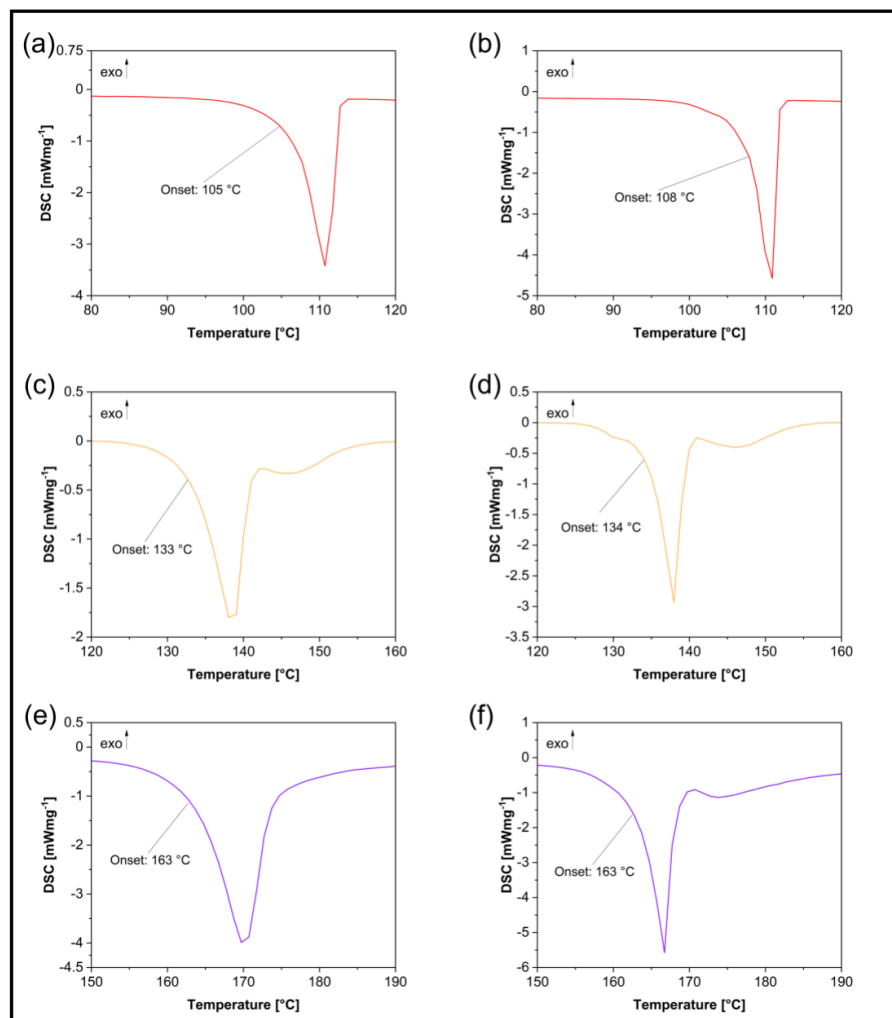 (a)
0.75
0
-1
-2
-3
-4
DSC [mWmg-1]
exo
Onset: 105 °C
80 90 100 110 120
Temperature [°C]
(b)
1
0
-1
-2
-3
-4
-5
DSC [mWmg-1]
exo
Onset: 108 °C
80 90 100 110 120
Temperature [°C]
(c)
0.5
0
-0.5
-1
-1.5
-2
DSC [mWmg-1]
exo
Onset: 133 °C
120 130 140 150 160
Temperature [°C]
(d)
0.5
0
-0.5
-1
-1.5
-2
-2.5
-3
-3.5
DSC [mWmg-1]
exo
Onset: 134 °C
120 130 140 150 160
Temperature [°C]
(e)
0.5
0
-1
-2
-3
-4
-4.5
DSC [mWmg-1]
exo
Onset: 163 °C
150 160 170 180 190
Temperature [°C]
(f)
1
0
-1
-2
-3
-4
-5
-6
DSC [mWmg-1]
exo
Onset: 163 °C
150 160 170 180 190
Temperature [°C]